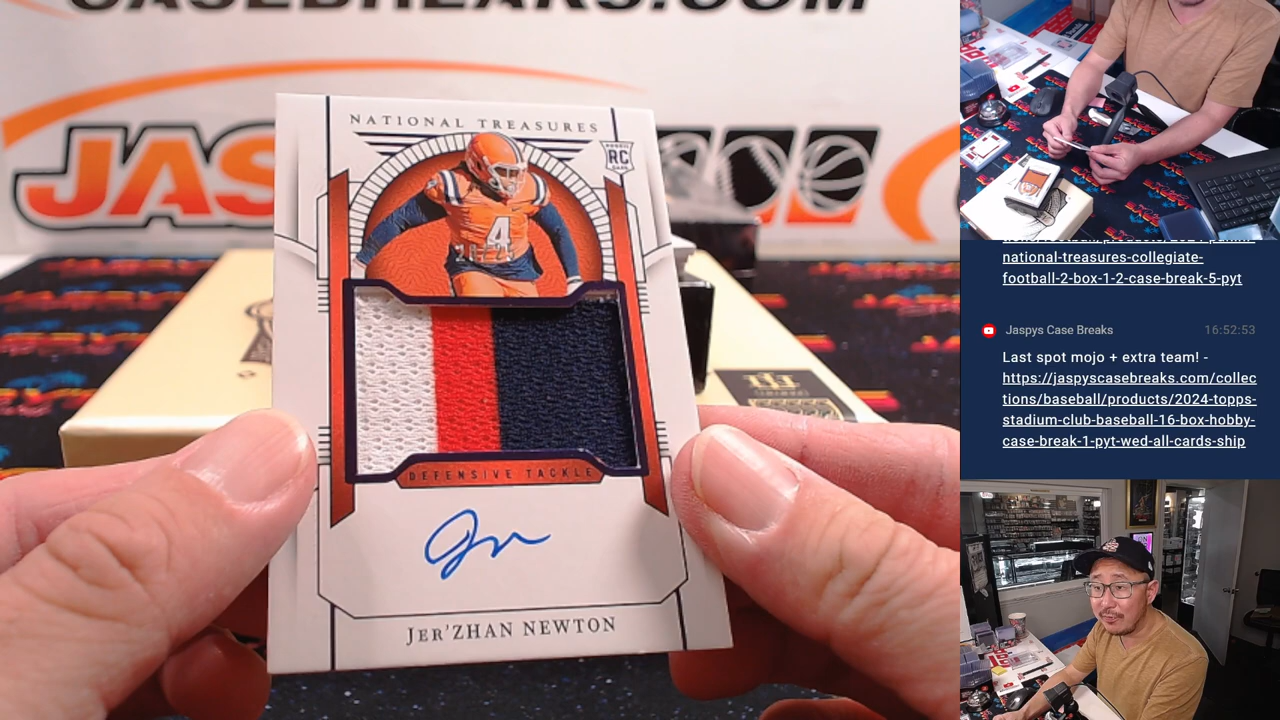 CASEBREAKS.COM
JAS
NATIONAL TREASURES
RC
4
DEFENSIVE TACKLE
JER'ZHAN NEWTON
national-treasures-collegiate-
football-2-box-1-2-case-break-5-pyt
Jaspys Case Breaks
16:52:53
Last spot mojo + extra team! -
https://jaspyscasebreaks.com/collec
tions/baseball/products/2024-topps-
stadium-club-baseball-16-box-hobby-
case-break-1-pyt-wed-all-cards-ship